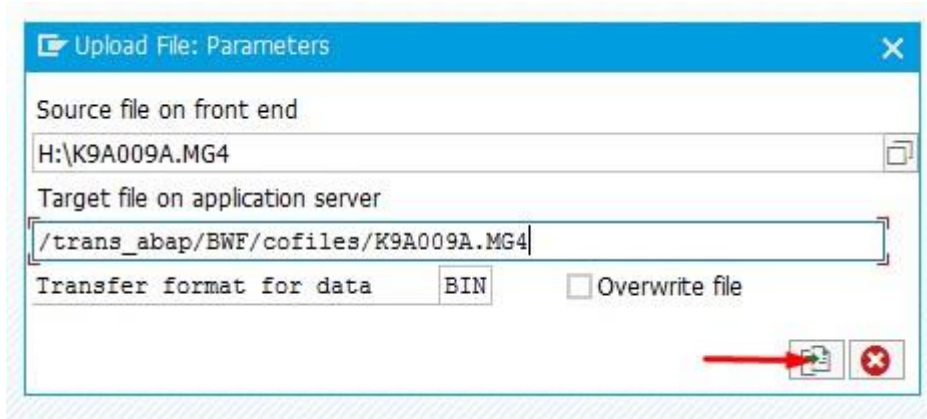 Upload File: Parameters
Source file on front end
H:\K9A009A.MG4
Target file on application server
/trans_abap/BWF/cofiles/K9A009A.MG4
Transfer format for data BIN Overwrite file